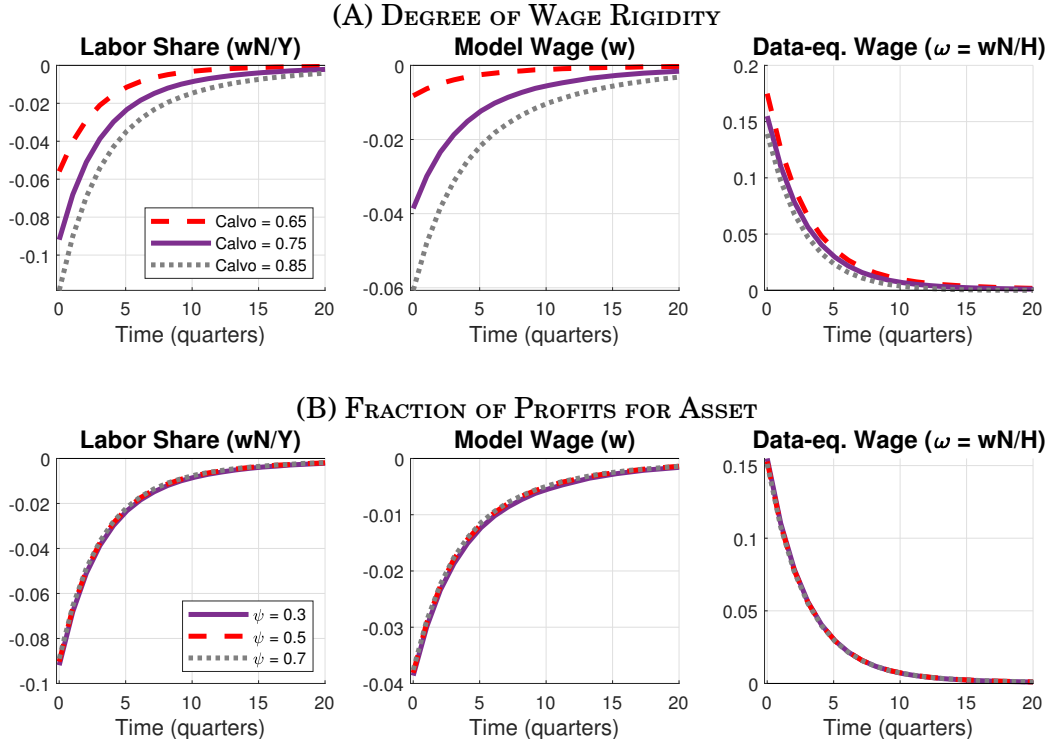 (A) DEGREE OF WAGE RIGIDITY
Labor Share (wN/Y)
0
-0.02
-0.04
-0.06
-0.08
-0.1
Calvo = 0.65
Calvo = 0.75
Calvo = 0.85
0 5 10 15 20
Time (quarters)
Model Wage (w)
0
-0.02
-0.04
-0.06
0 5 10 15 20
Time (quarters)
Data-eq. Wage (ω = wN/H)
0.2
0.15
0.1
0.05
0
0 5 10 15 20
Time (quarters)
(B) FRACTION OF PROFITS FOR ASSET
Labor Share (wN/Y)
0
-0.02
-0.04
-0.06
-0.08
-0.1
ψ = 0.3
ψ = 0.5
ψ = 0.7
0 5 10 15 20
Time (quarters)
Model Wage (w)
0
-0.01
-0.02
-0.03
-0.04
0 5 10 15 20
Time (quarters)
Data-eq. Wage (ω = wN/H)
0.15
0.1
0.05
0
0 5 10 15 20
Time (quarters)